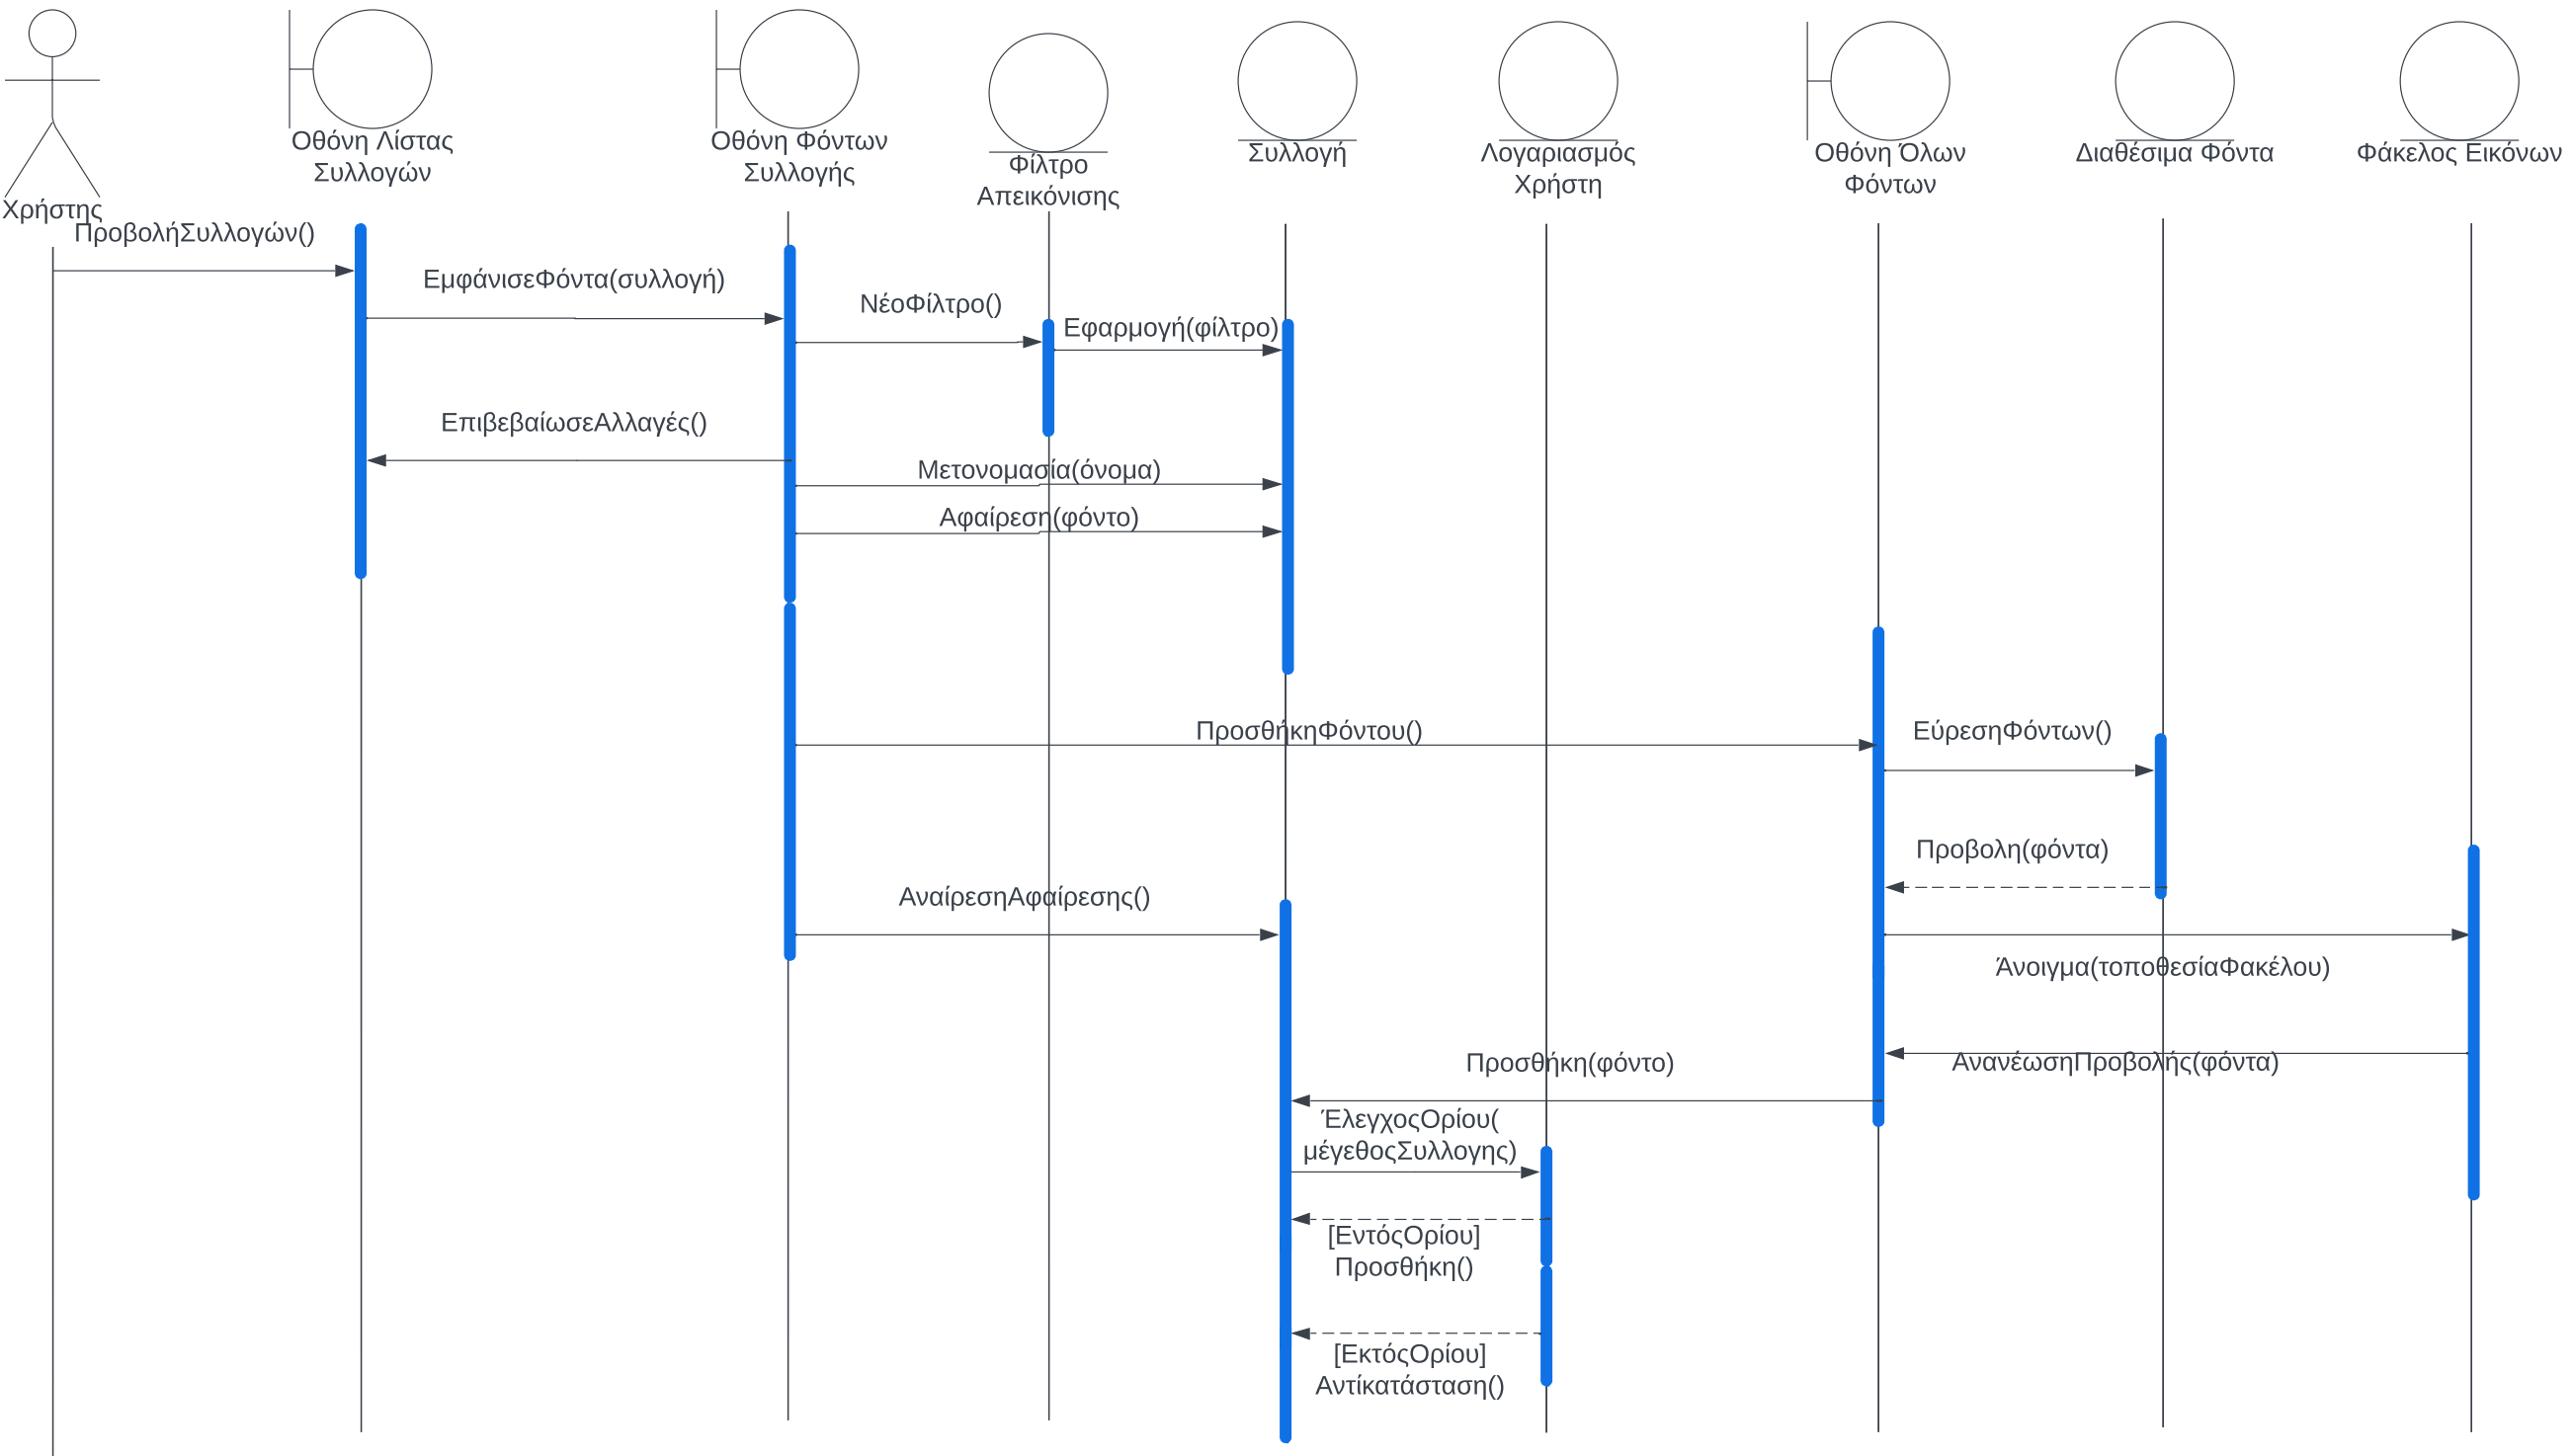 Χρήστης
Οθόνη Λίστας
Συλλογών
Οθόνη Φόντων
Συλλογής
Φίλτρο
Απεικόνισης
Συλλογή
Λογαριασμός
Χρήστη
Οθόνη Όλων
Φόντων
Διαθέσιμα Φόντα
Φάκελος Εικόνων
ΠροβολήΣυλλογών()
ΕμφάνισεΦόντα(συλλογή)
ΝέοΦίλτρο()
Εφαρμογή(φίλτρο)
ΕπιβεβαίωσεΑλλαγές()
Μετονομασία(όνομα)
Αφαίρεση(φόντο)
ΠροσθήκηΦόντου()
ΕύρεσηΦόντων()
Προβολη(φόντα)
ΑναίρεσηΑφαίρεσης()
Άνοιγμα(τοποθεσίαΦακέλου)
ΑνανέωσηΠροβολής(φόντα)
Προσθήκη(φόντο)
ΈλεγχοςΟρίου(
μέγεθοςΣυλλογης)
[ΕντόςΟρίου]
Προσθήκη()
[ΕκτόςΟρίου]
Αντίκατάσταση()